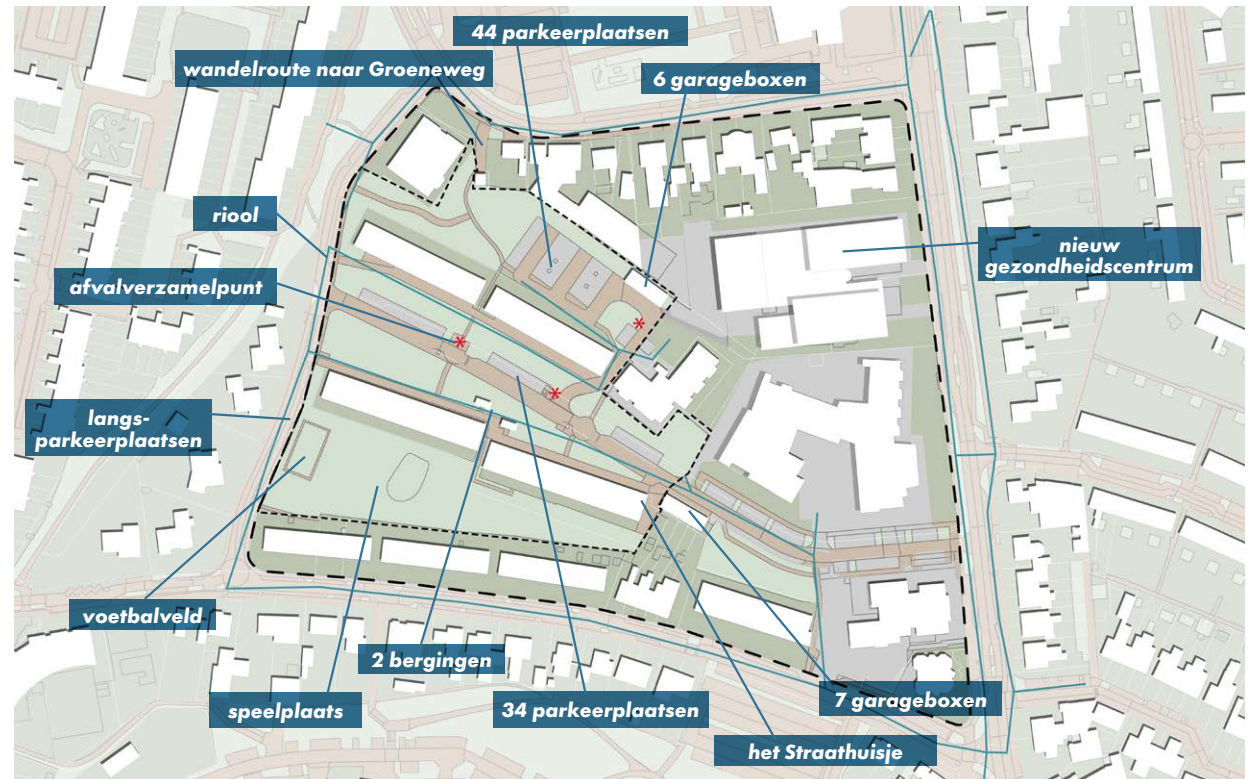 44 parkeerplaatsen
wandelroute naar Groeneweg
6 garageboxen
riool
nieuw
gezondheidscentrum
afvalverzamelpunt
langs-
parkeerplaatsen
voetbalveld
2 bergingen
speelplaats
34 parkeerplaatsen
7 garageboxen
het Straathuisje